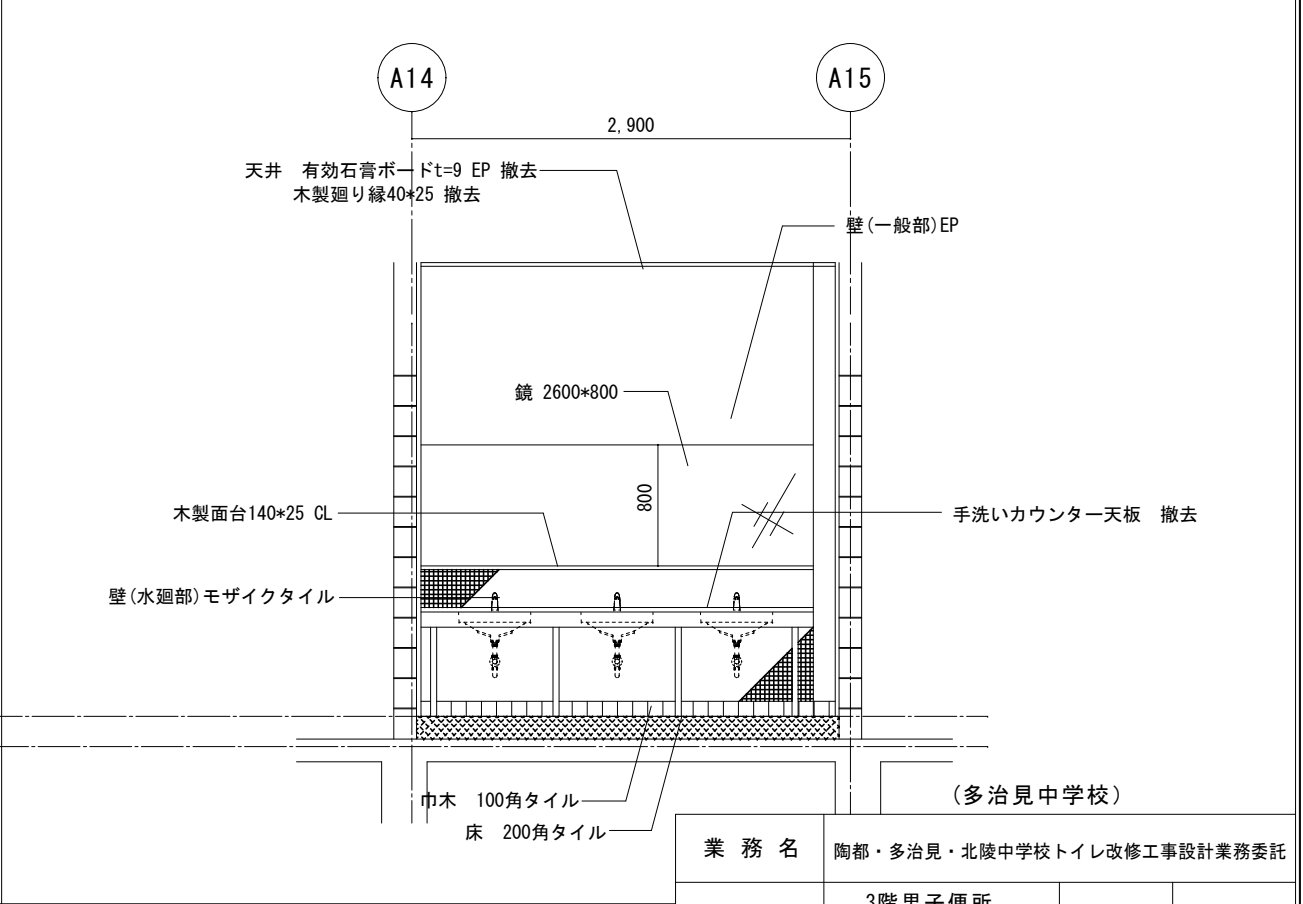 A14
A15
2,900
天井　有効石膏ボードt=9 EP 撤去
木製廻り縁40*25 撤去
壁(一般部)EP
鏡 2600*800
800
木製面台140*25 CL
手洗いカウンター天板　撤去
壁(水廻部)モザイクタイル
巾木　100角タイル
床　200角タイル
(多治見中学校)
業 務 名
陶都・多治見・北陵中学校トイレ改修工事設計業務委託
3階男子便所